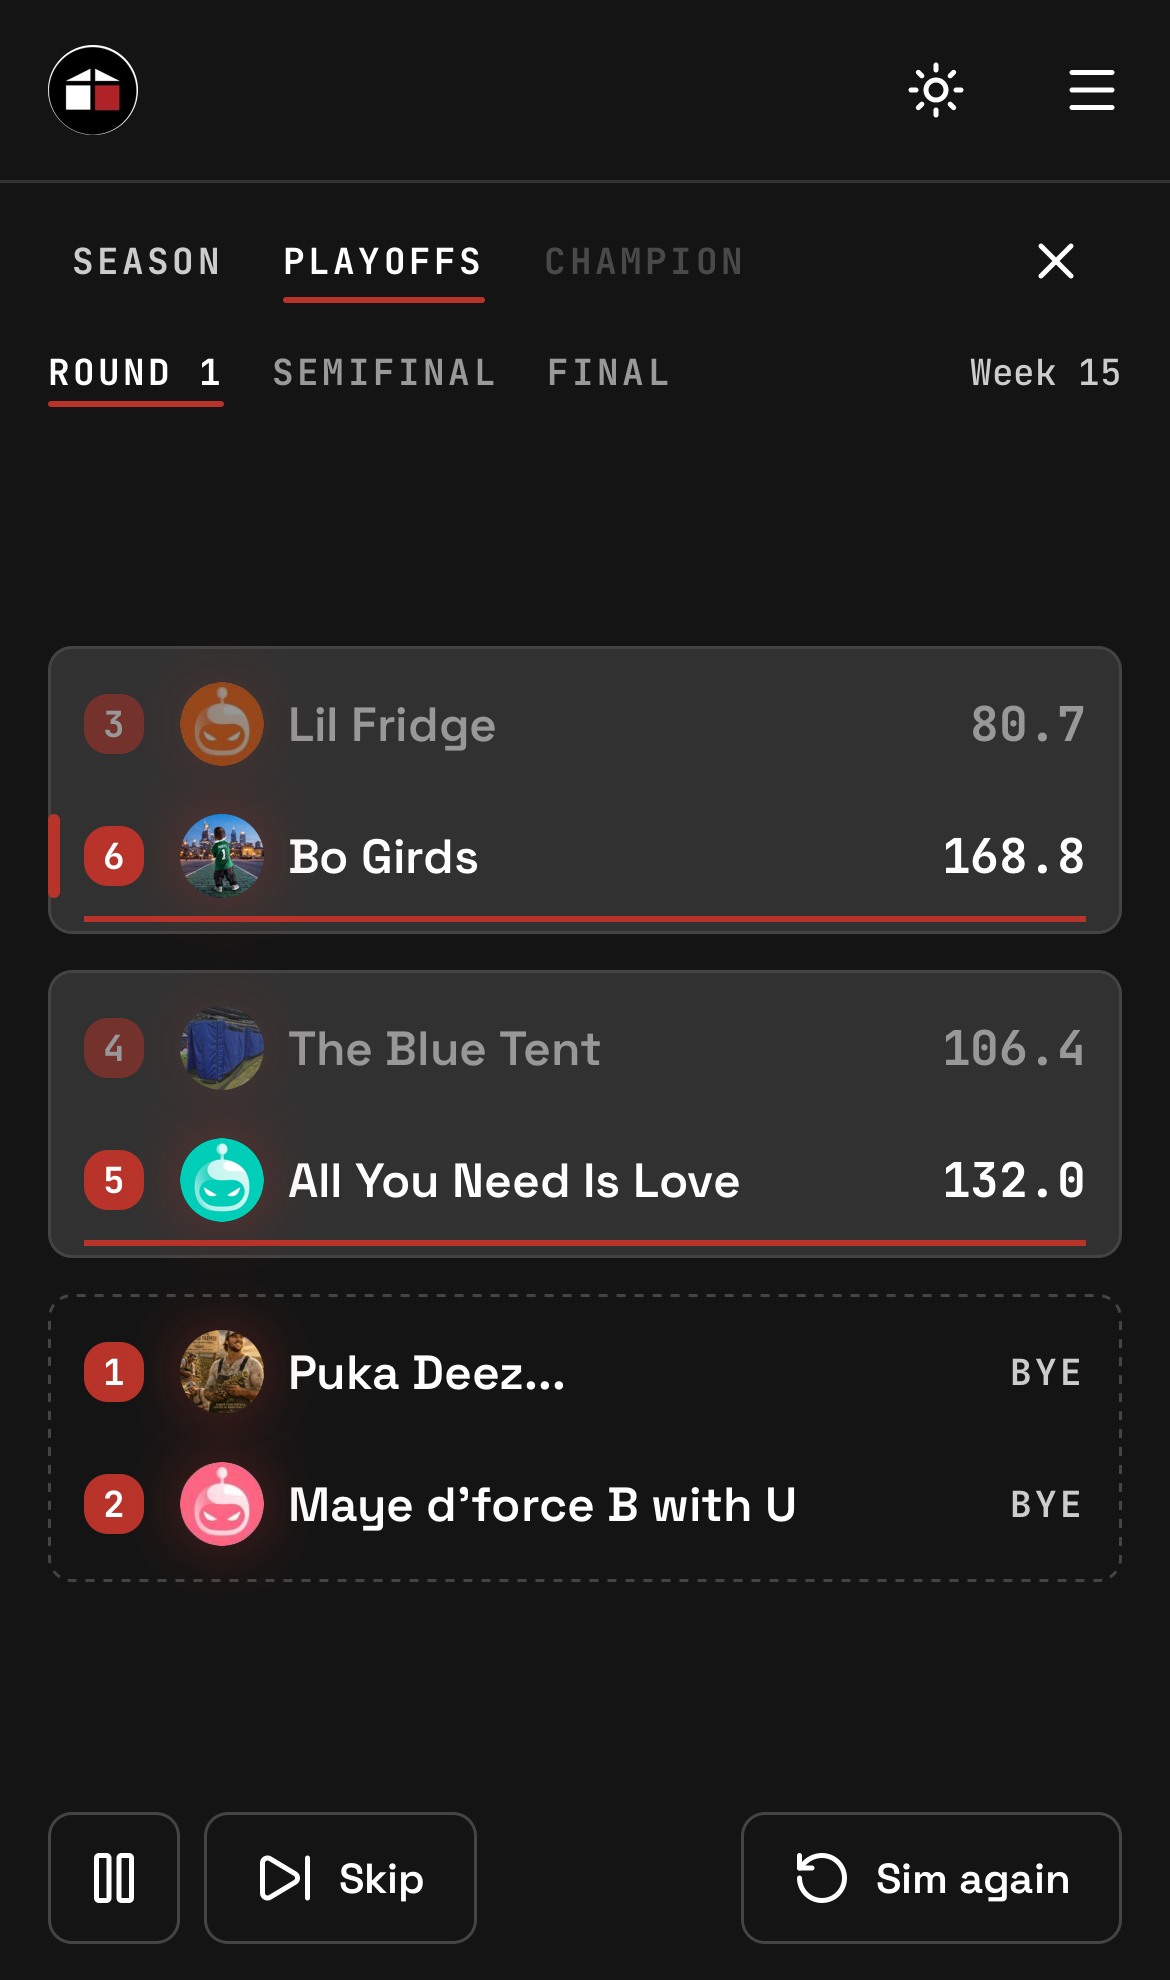 SEASON PLAYOFFS CHAMPION
ROUND 1 SEMIFINAL FINAL Week 15
3 Lil Fridge 80.7
6 Bo Girds 168.8
4 The Blue Tent 106.4
5 All You Need Is Love 132.0
1 Puka Deez... BYE
2 Maye d’force B with U BYE
Skip Sim again